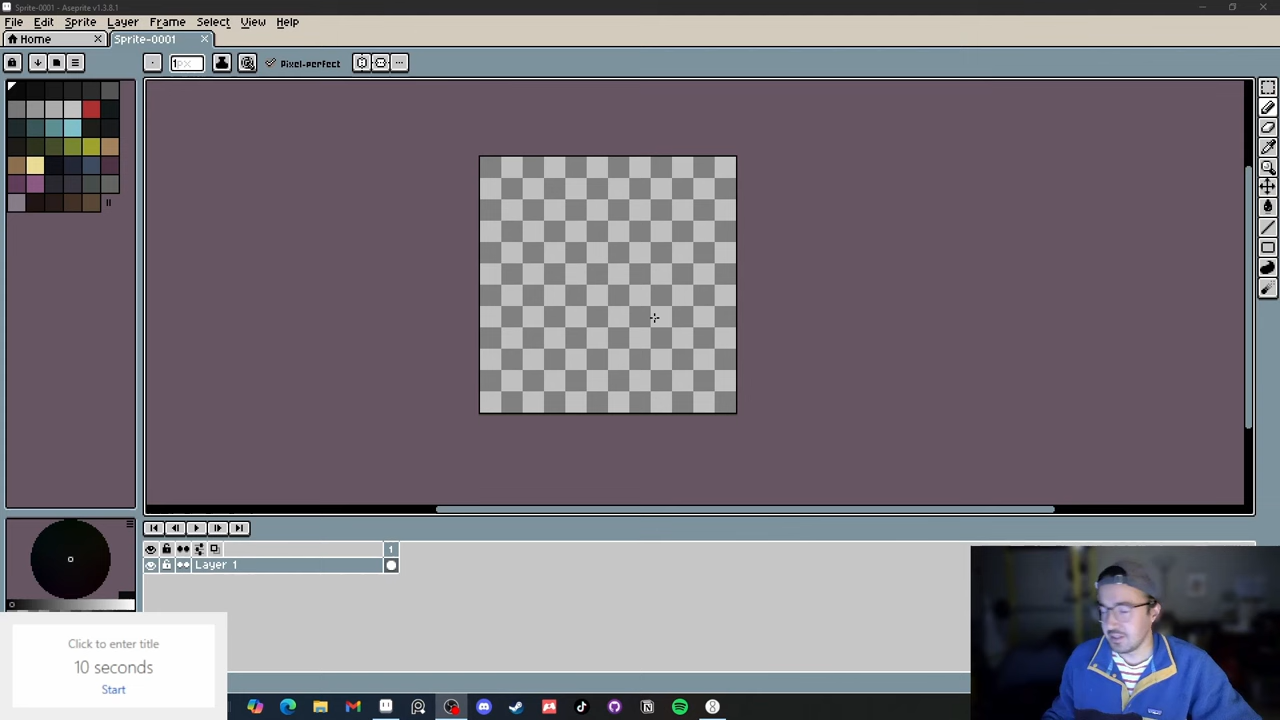 Sprite-0001 - Aseprite v1.3.8.1
File Edit Sprite Layer Frame Select View Help
Home Sprite-0001
1px Pixel-perfect
1
Layer 1
Click to enter title
10 seconds
Start